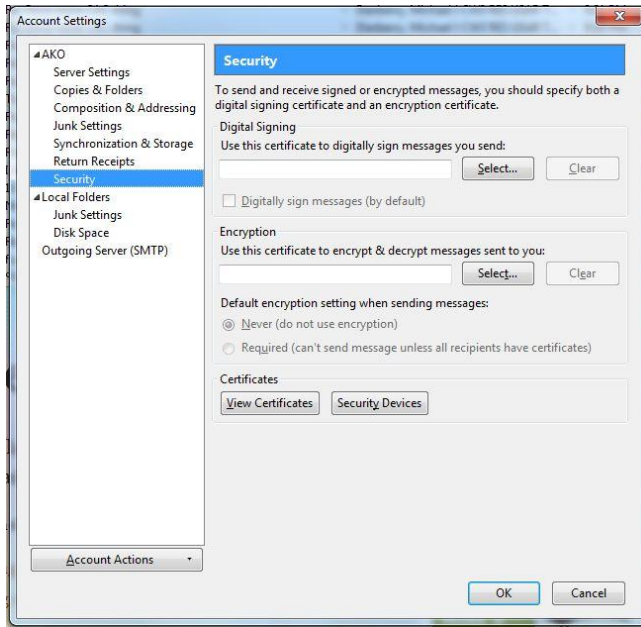 Account Settings
AKO
Server Settings
Copies & Folders
Composition & Addressing
Junk Settings
Synchronization & Storage
Return Receipts
Security
Local Folders
Junk Settings
Disk Space
Outgoing Server (SMTP)
Account Actions
Security
To send and receive signed or encrypted messages, you should specify both a
digital signing certificate and an encryption certificate.
Digital Signing
Use this certificate to digitally sign messages you send:
Select... Clear
Digitally sign messages (by default)
Encryption
Use this certificate to encrypt & decrypt messages sent to you:
Select... Clear
Default encryption setting when sending messages:
Never (do not use encryption)
Required (can't send message unless all recipients have certificates)
Certificates
View Certificates Security Devices
OK Cancel